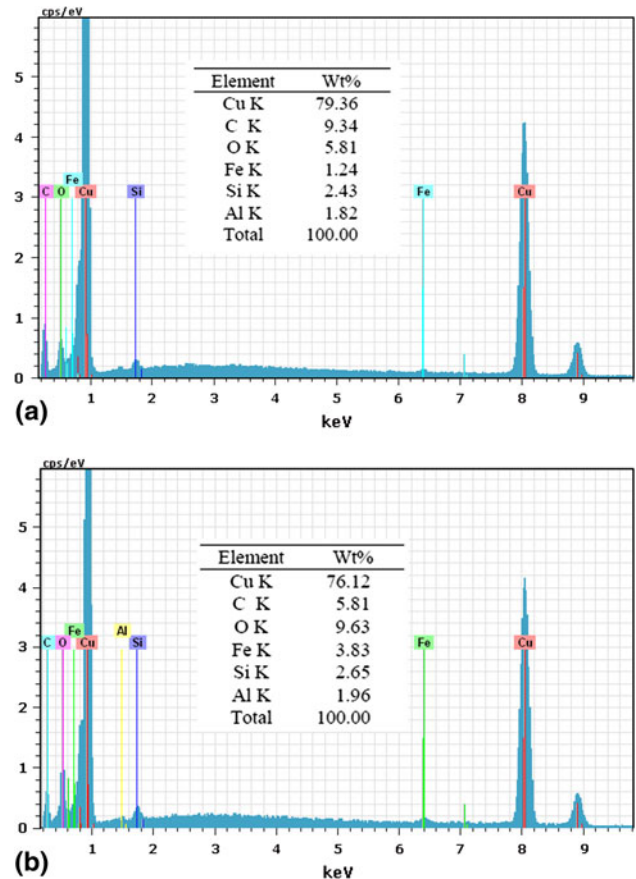 cps/eV
5
4
3
2
1
0
C O Fe Cu Si Fe Cu
Element Wt%
Cu K 79.36
C K 9.34
O K 5.81
Fe K 1.24
Si K 2.43
Al K 1.82
Total 100.00
1 2 3 4 5 6 7 8 9
keV
(a)
cps/eV
5
4
3
2
1
0
C O Fe Cu Al Si Fe Cu
Element Wt%
Cu K 76.12
C K 5.81
O K 9.63
Fe K 3.83
Si K 2.65
Al K 1.96
Total 100.00
1 2 3 4 5 6 7 8 9
keV
(b)